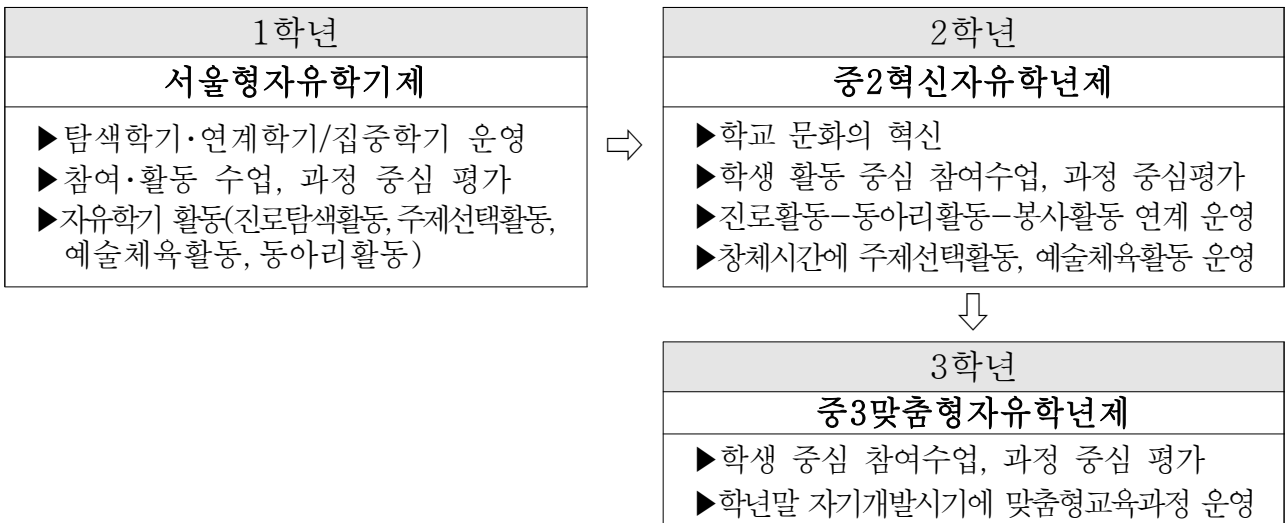 1학년
서울형자유학기제
▶탐색학기·연계학기/집중학기 운영
▶참여·활동 수업, 과정 중심 평가
▶자유학기 활동(진로탐색활동, 주제선택활동,
예술체육활동, 동아리활동)
⇨
2학년
중2혁신자유학년제
▶학교 문화의 혁신
▶학생 활동 중심 참여수업, 과정 중심평가
▶진로활동-동아리활동-봉사활동 연계 운영
▶창체시간에 주제선택활동, 예술체육활동 운영
⇩
3학년
중3맞춤형자유학년제
▶학생 중심 참여수업, 과정 중심 평가
▶학년말 자기개발시기에 맞춤형교육과정 운영